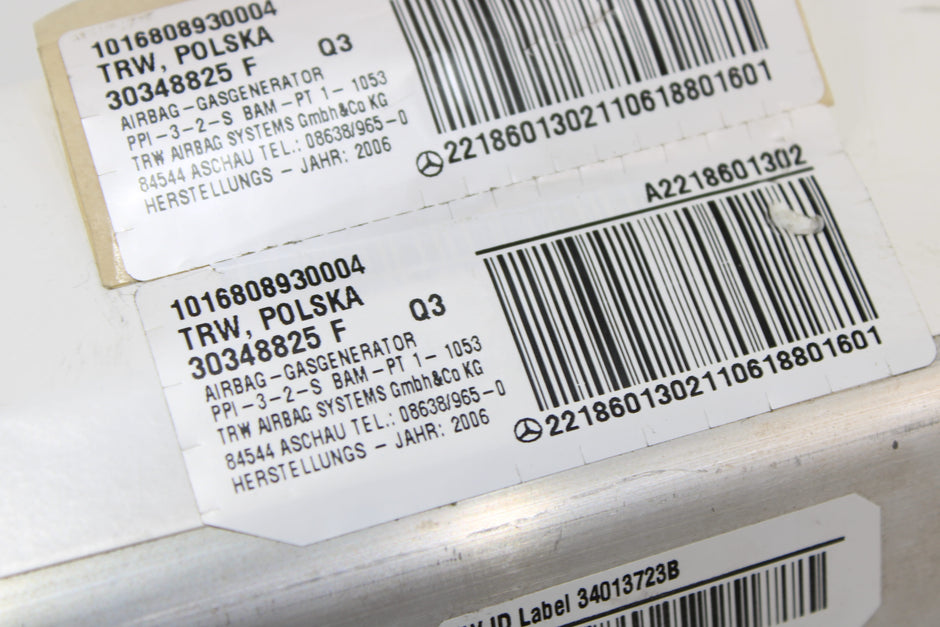 1016808930004
TRW, POLSKA
30348825 F Q3
AIRBAG-GASGENERATOR
PPI-3-2-S BAM-PT 1-1053
TRW AIRBAG SYSTEMS Gmbh&Co KG
84544 ASCHAU TEL.: 08638/965-0
HERSTELLUNGS - JAHR: 2006
2218601302110618801601
A2218601302
1016808930004
TRW, POLSKA
30348825 F Q3
AIRBAG-GASGENERATOR
PPI-3-2-S BAM-PT 1-1053
TRW AIRBAG SYSTEMS Gmbh&Co KG
84544 ASCHAU TEL.: 08638/965-0
HERSTELLUNGS - JAHR: 2006
2218601302110618801601
ID Label 34013723B